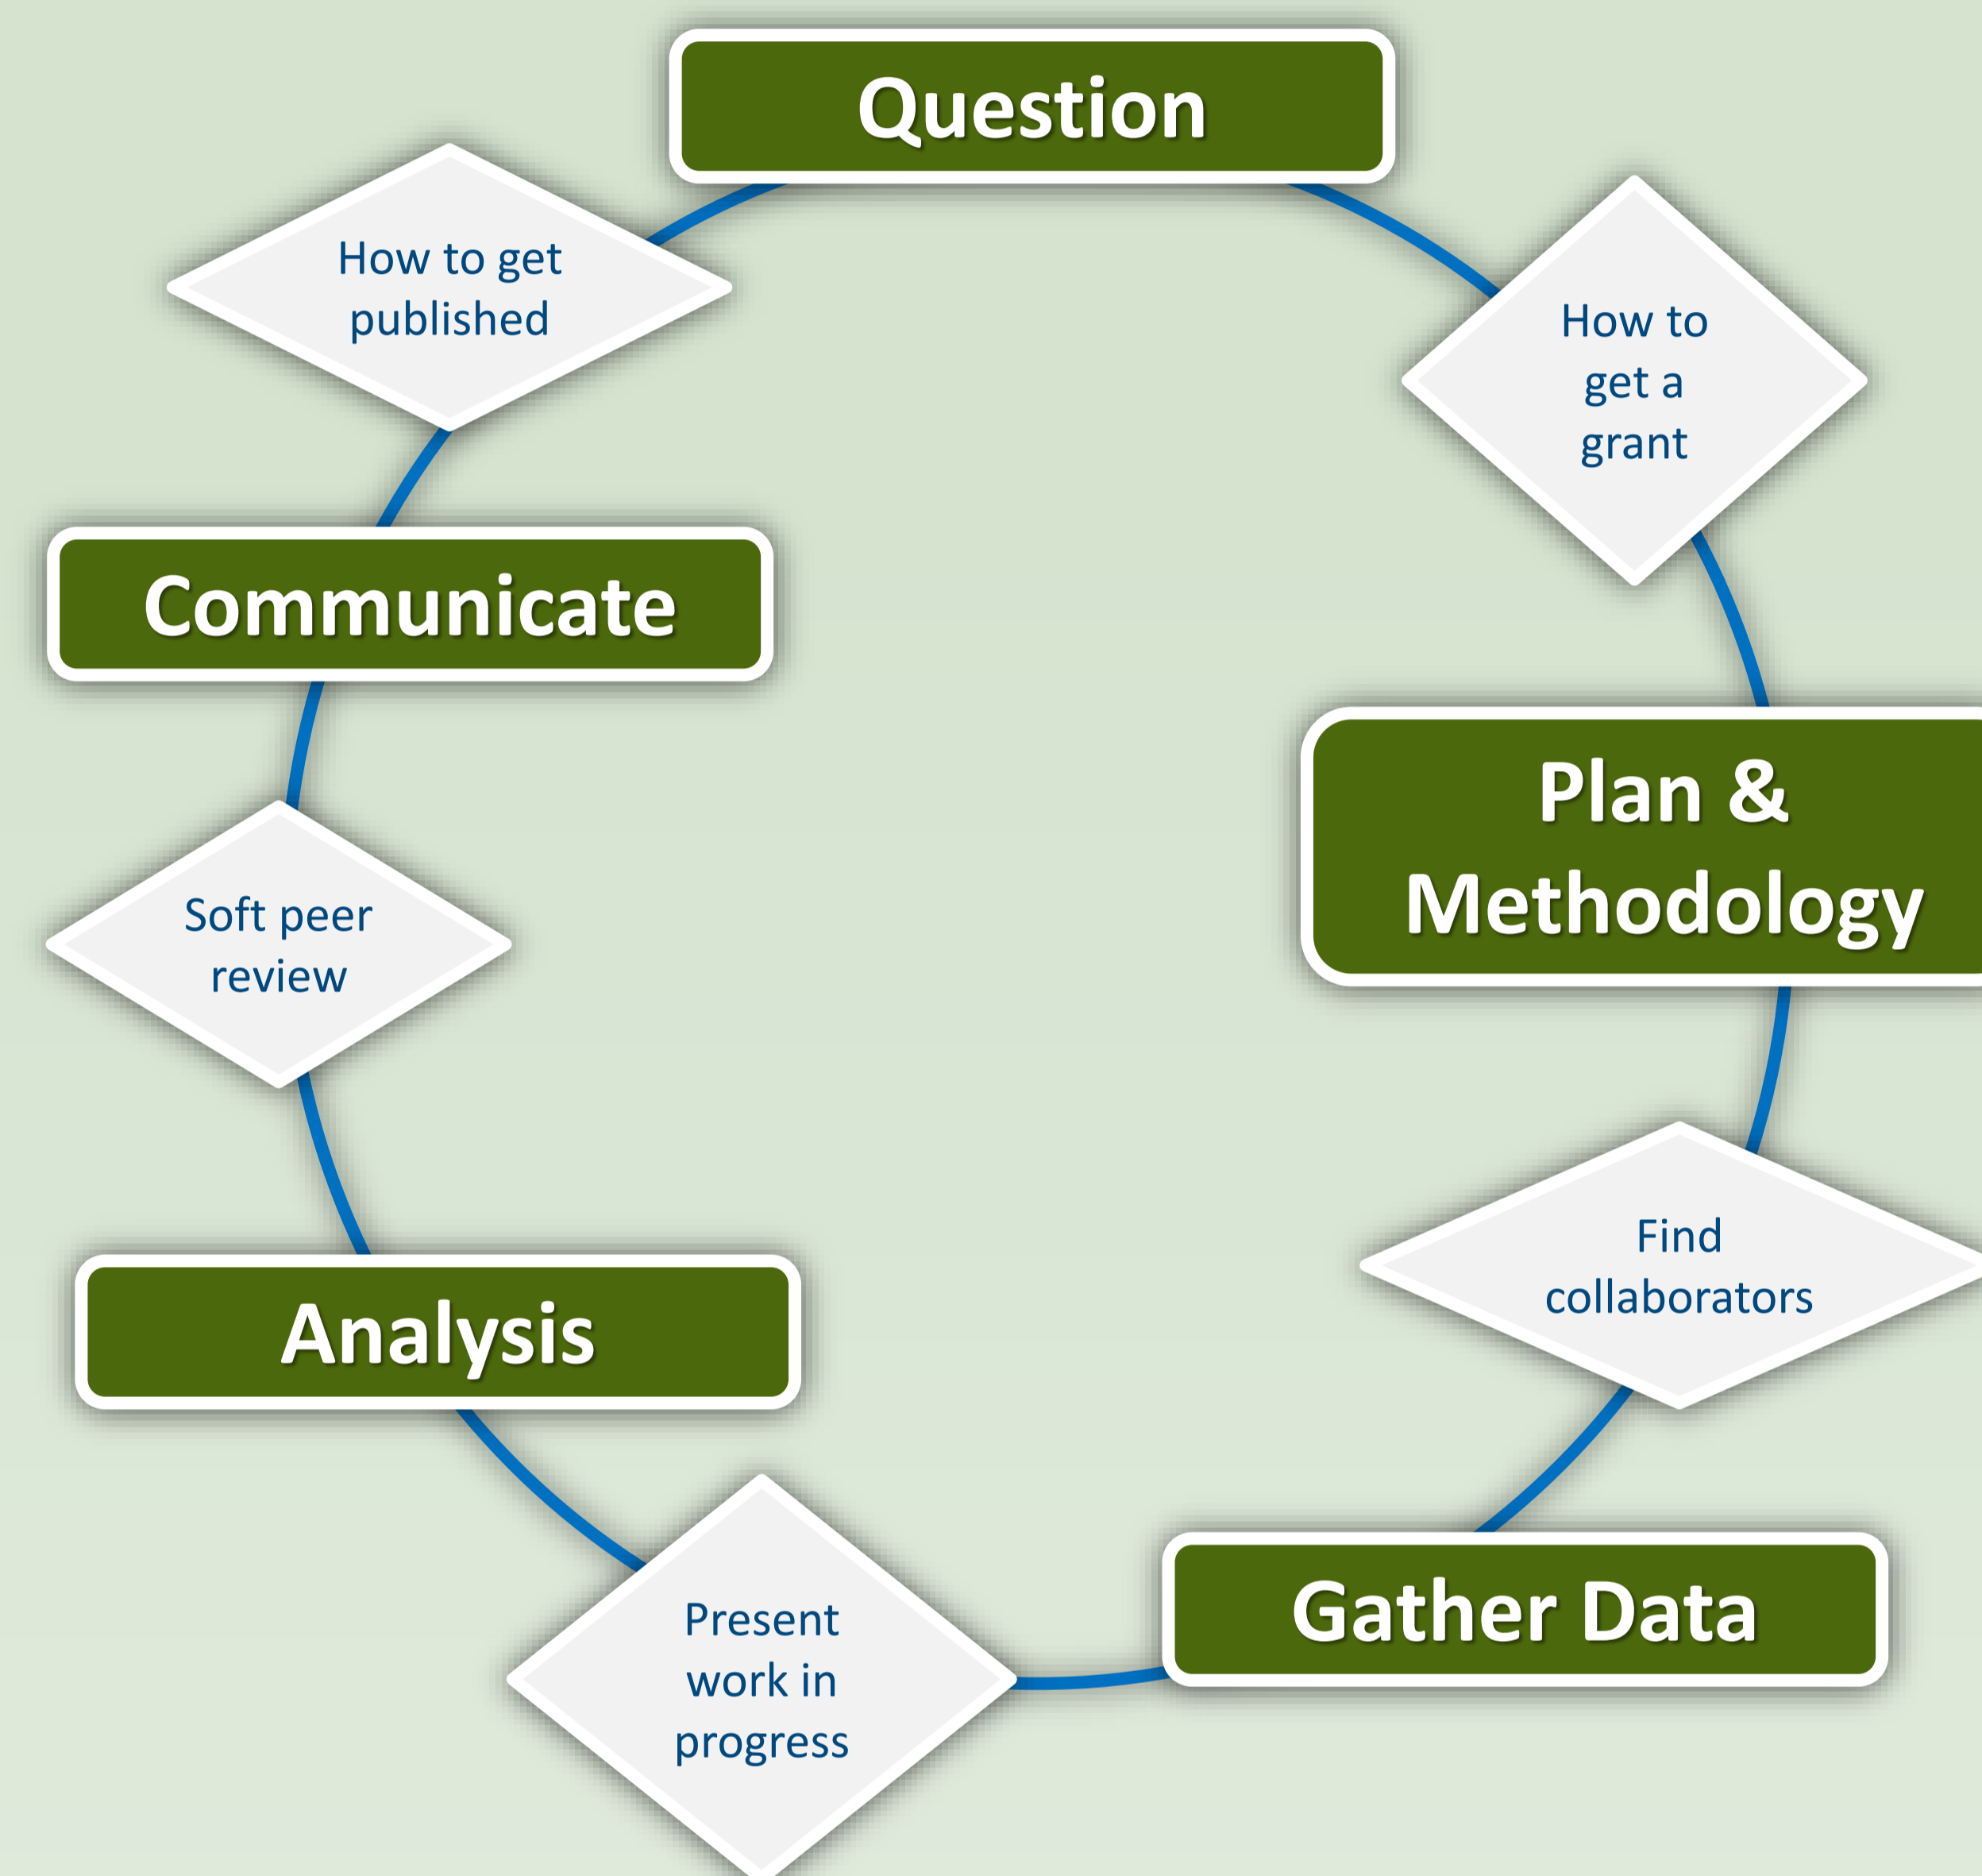 Question
How to get
published
How to
get a
grant
Communicate
Plan &
Methodology
Soft peer
review
Find
collaborators
Analysis
Gather Data
Present
work in
progress